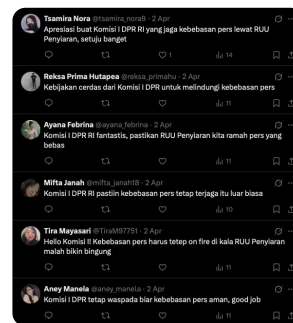 Tsamira Nora @tsamira_nora9 · 2 Apr
Apresiasi buat Komisi I DPR RI yang jaga kebebasan pers lewat RUU
Penyiaran, setuju banget
1 14
Reksa Prima Hutapea @reksa_primahu · 2 Apr
Kebijakan cerdas dari Komisi I DPR untuk melindungi kebebasan pers
11
Ayana Febrina @ayana_febrina · 2 Apr
Komisi I DPR RI fantastis, pastikan RUU Penyiaran kita ramah pers yang
bebas
11
Mifta Janah @mifta_janah18 · 2 Apr
Komisi I DPR RI pastiin kebebasan pers tetap terjaga itu luar biasa
10
Tira Mayasari @TiraM97751 · 2 Apr
Hello Komisi I! Kebebasan pers harus tetep on fire di kala RUU Penyiaran
malah bikin bingung
11
Aney Manela @aney_manela · 2 Apr
Komisi I DPR tetap waspada biar kebebasan pers aman, good job
11